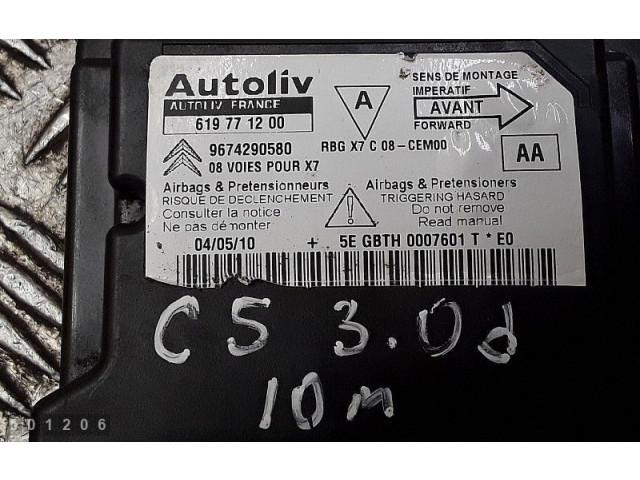 Autoliv
AUTOLIV FRANCE
619 77 12 00
9674290580
08 VOIES POUR X7
A
RBG X7 C 08-CEM00
SENS DE MONTAGE
IMPERATIF
AVANT
FORWARD
AA
Airbags & Pretensionneurs
RISQUE DE DECLENCHEMENT
Consulter la notice
Ne pas démonter
!
Airbags & Pretensioners
TRIGGERING HASARD
Do not remove
Read manual
04/05/10 + 5E GBTH 0007601 T * E0
C5 3.0d
10m